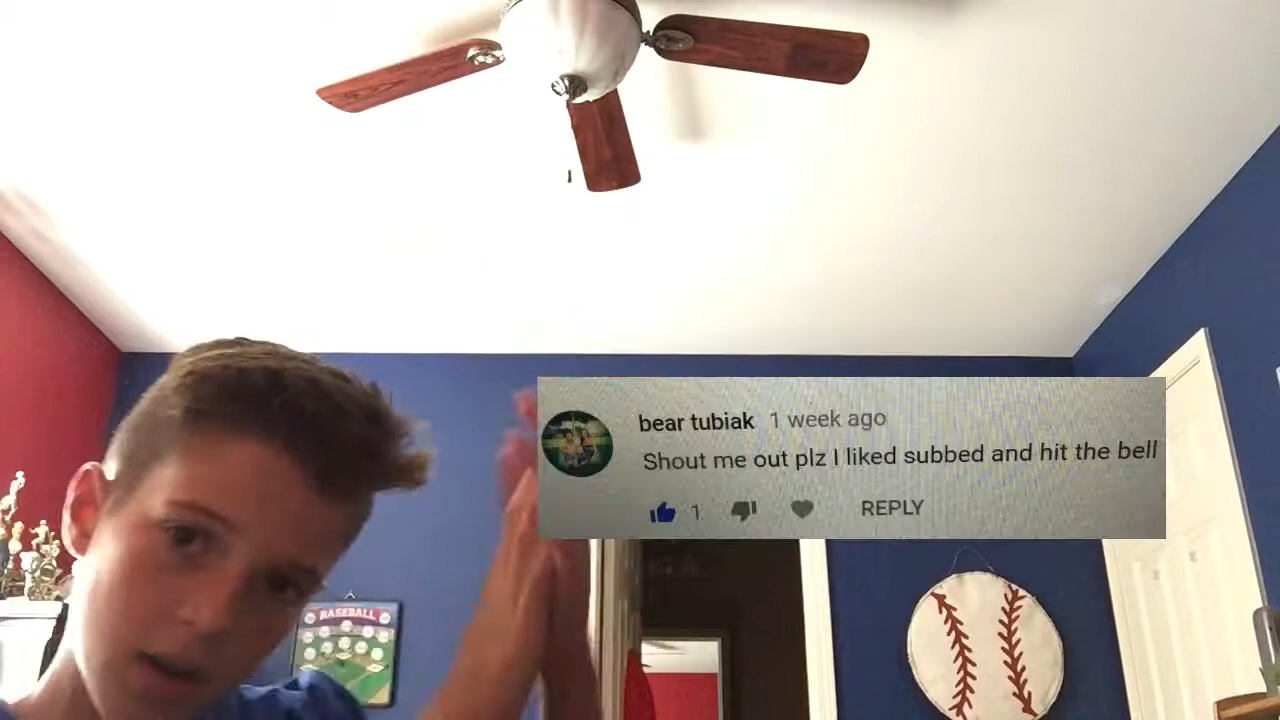 bear tubiak 1 week ago
Shout me out plz I liked subbed and hit the bell
1
REPLY
BASEBALL